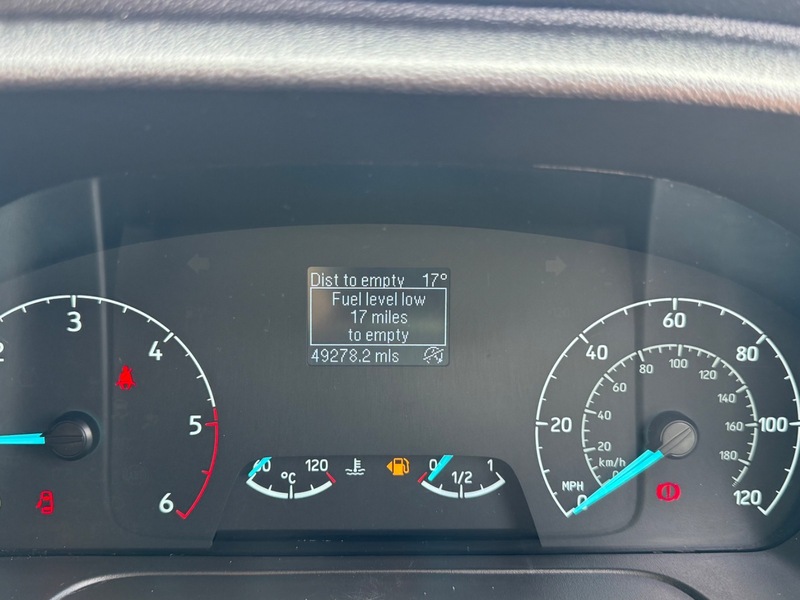 Dist to empty 17°
Fuel level low
17 miles
to empty
49278.2 mls
2 3 4 5 6
60 °C 120
0 1/2 1
0 20 40 60 80 100 120
MPH
20 40 60 80 100 120 140 160 180
km/h